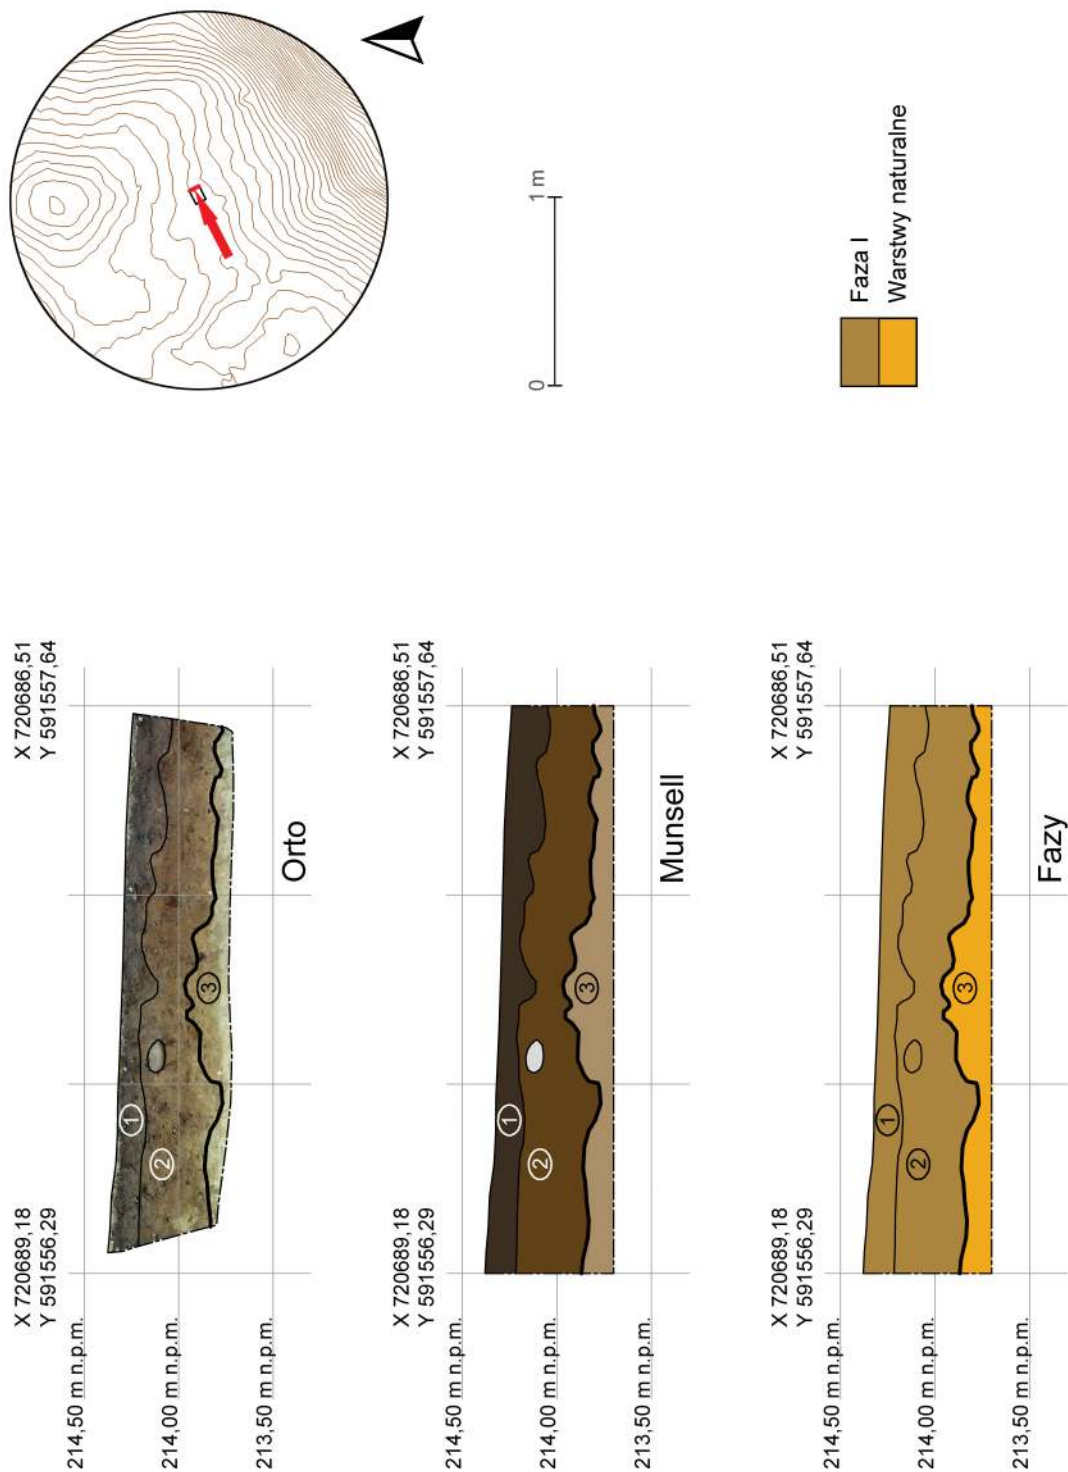 X 720689,18
Y 591556,29
X 720686,51
Y 591557,64
214,50 m n.p.m.
214,00 m n.p.m.
213,50 m n.p.m.
1
2
3
Orto
X 720689,18
Y 591556,29
X 720686,51
Y 591557,64
214,50 m n.p.m.
214,00 m n.p.m.
213,50 m n.p.m.
1
2
3
Munsell
X 720689,18
Y 591556,29
X 720686,51
Y 591557,64
214,50 m n.p.m.
214,00 m n.p.m.
213,50 m n.p.m.
1
2
3
Fazy
0 1 m
Faza I
Warstwy naturalne